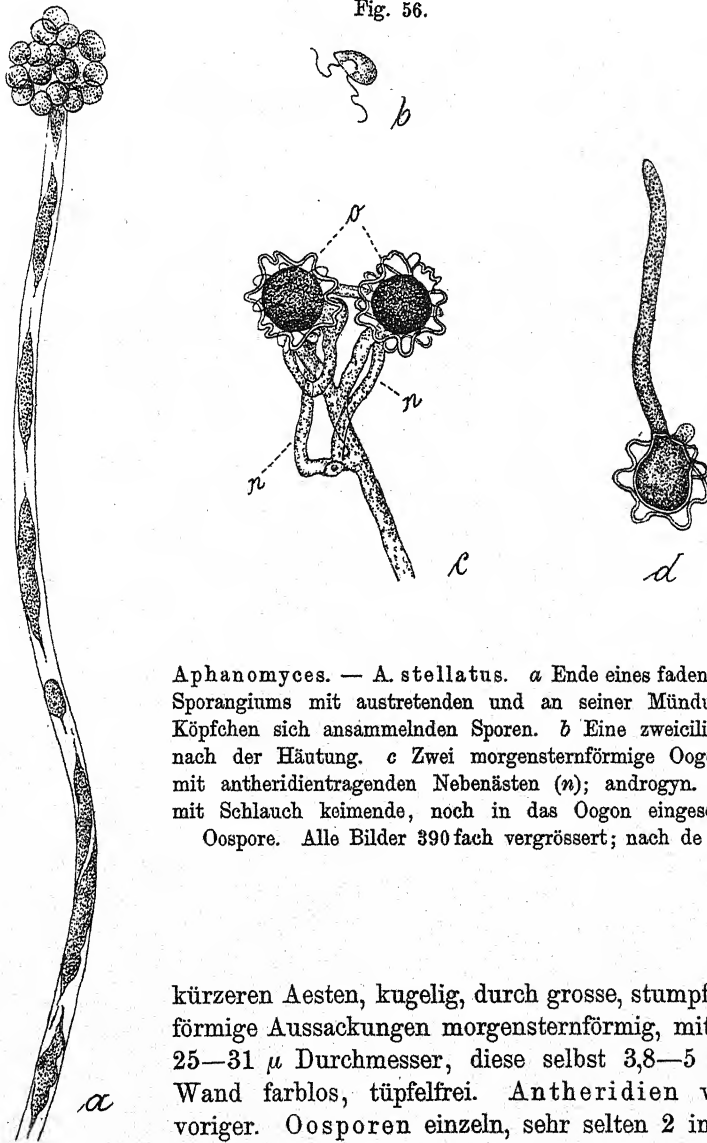 Fig. 56.
b
o
n
n
c
d
Aphanomyces. — A. stellatus. a Ende eines faden
Sporangiums mit austretenden und an seiner Mündu
Köpfchen sich ansammelnden Sporen. b Eine zweicili
nach der Häutung. c Zwei morgensternförmige Ooge
mit antheridientragenden Nebenästen (n); androgyn.
mit Schlauch keimende, noch in das Oogon einges
Oospore. Alle Bilder 390fach vergrössert; nach de
kürzeren Aesten, kugelig, durch grosse, stumpf
förmige Aussackungen morgensternförmig, mit
25—31 μ Durchmesser, diese selbst 3,8—5
Wand farblos, tüpfelfrei. Antheridien
voriger. Oosporen einzeln, sehr selten 2 in
a